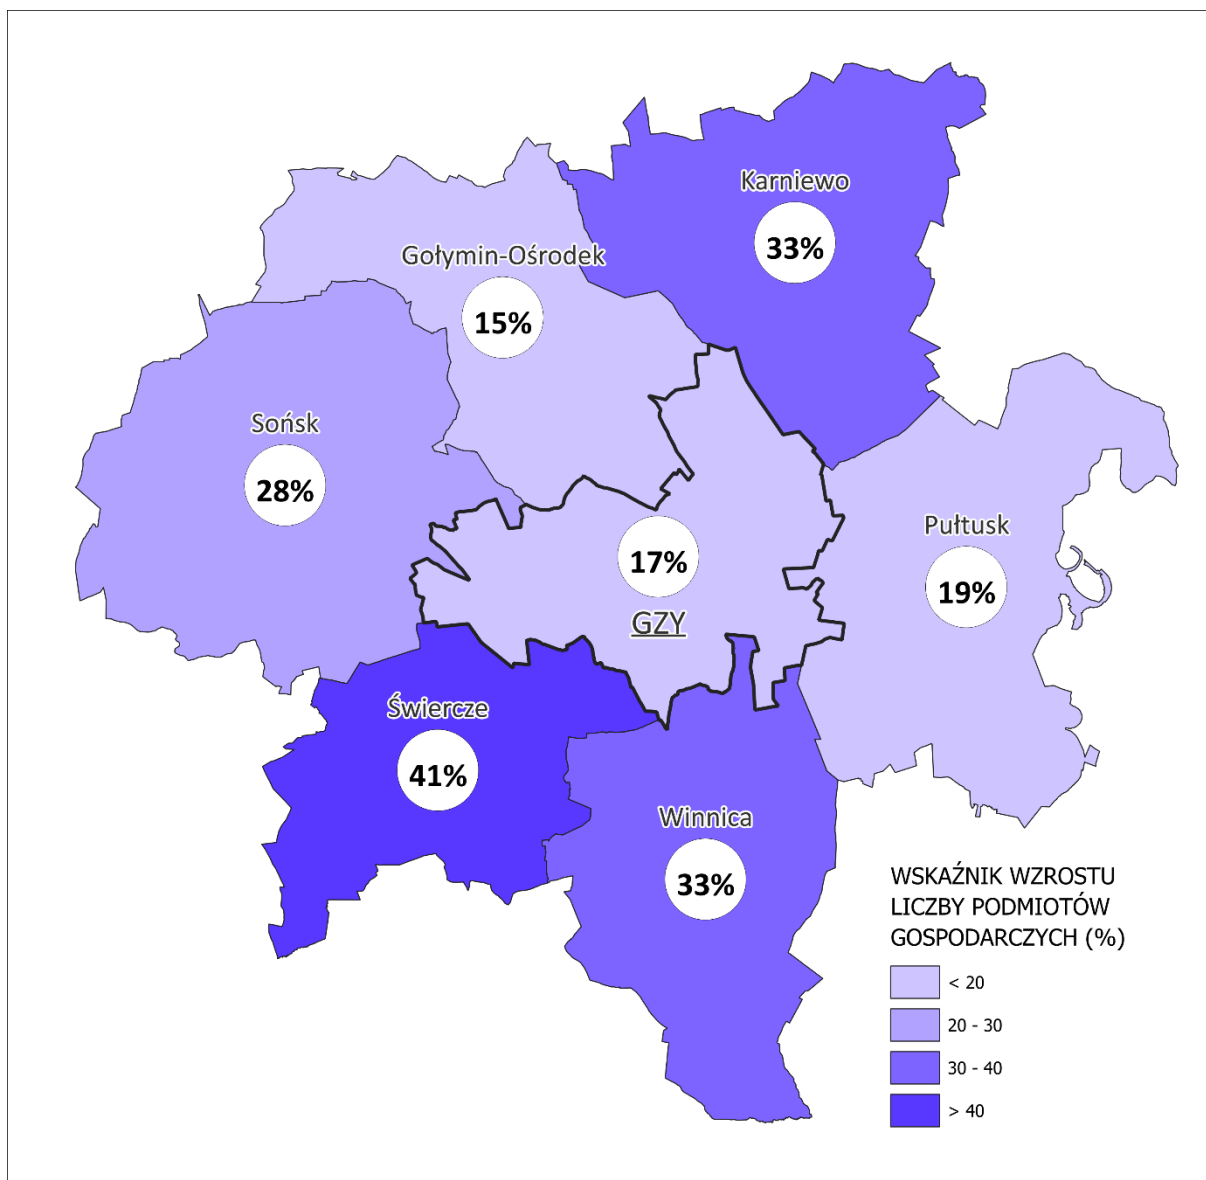 Karniewo
33%
Gołymin-Ośrodek
15%
Sońsk
28%
Pułtusk
19%
17%
GZY
Świercze
41%
Winnica
33%
WSKAŹNIK WZROSTU
LICZBY PODMIOTÓW
GOSPODARCZYCH (%)
< 20
20 - 30
30 - 40
> 40